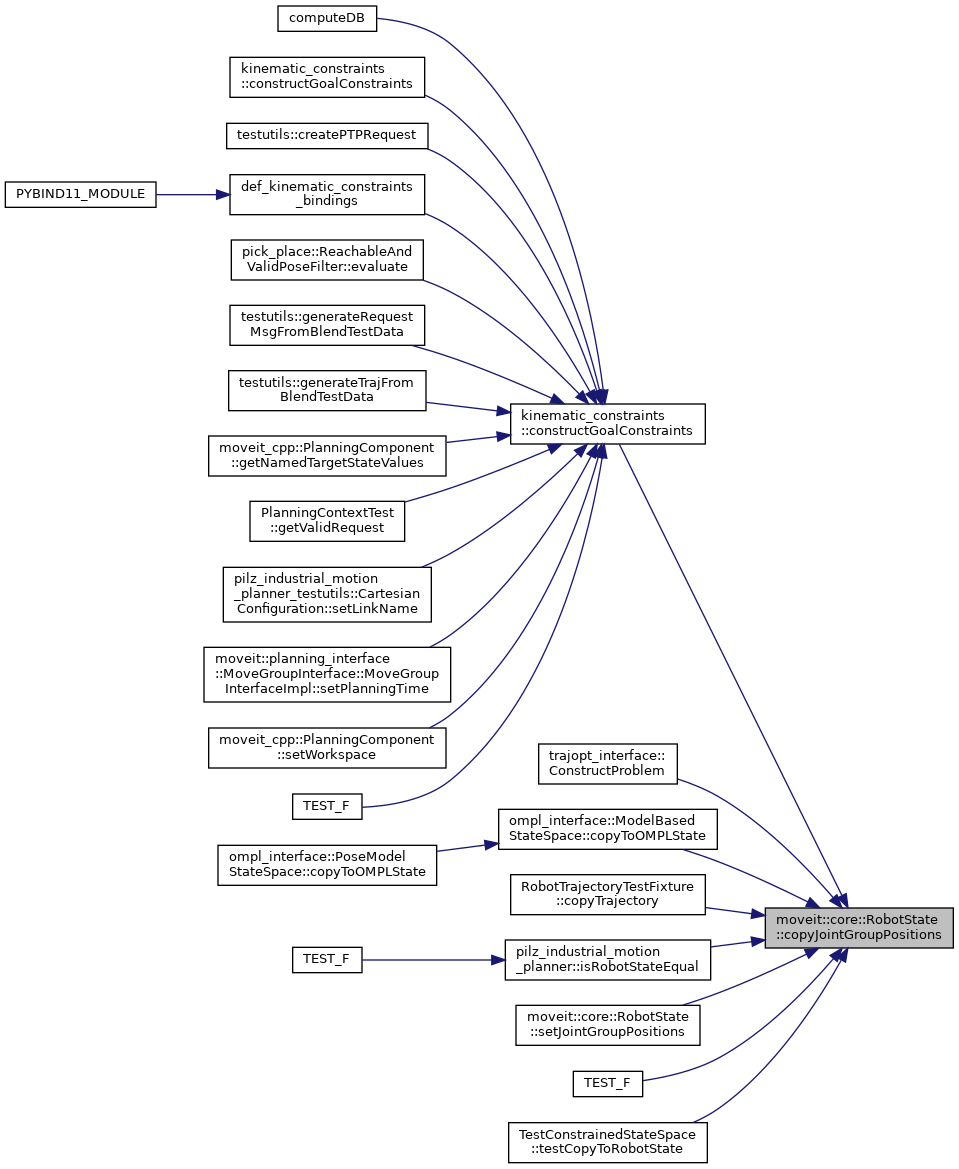 computeDB
kinematic_constraints
::constructGoalConstraints
testutils::createPTPRequest
PYBIND11_MODULE
def_kinematic_constraints
_bindings
pick_place::ReachableAnd
ValidPoseFilter::evaluate
testutils::generateRequest
MsgFromBlendTestData
testutils::generateTrajFrom
BlendTestData
kinematic_constraints
::constructGoalConstraints
moveit_cpp::PlanningComponent
::getNamedTargetStateValues
PlanningContextTest
::getValidRequest
pilz_industrial_motion
_planner_testutils::Cartesian
Configuration::setLinkName
moveit::planning_interface
::MoveGroupInterface::MoveGroup
InterfaceImpl::setPlanningTime
moveit_cpp::PlanningComponent
::setWorkspace
TEST_F
trajopt_interface::
ConstructProblem
ompl_interface::ModelBased
StateSpace::copyToOMPLState
ompl_interface::PoseModel
StateSpace::copyToOMPLState
RobotTrajectoryTestFixture
::copyTrajectory
moveit::core::RobotState
::copyJointGroupPositions
TEST_F
pilz_industrial_motion
_planner::isRobotStateEqual
moveit::core::RobotState
::setJointGroupPositions
TEST_F
TestConstrainedStateSpace
::testCopyToRobotState